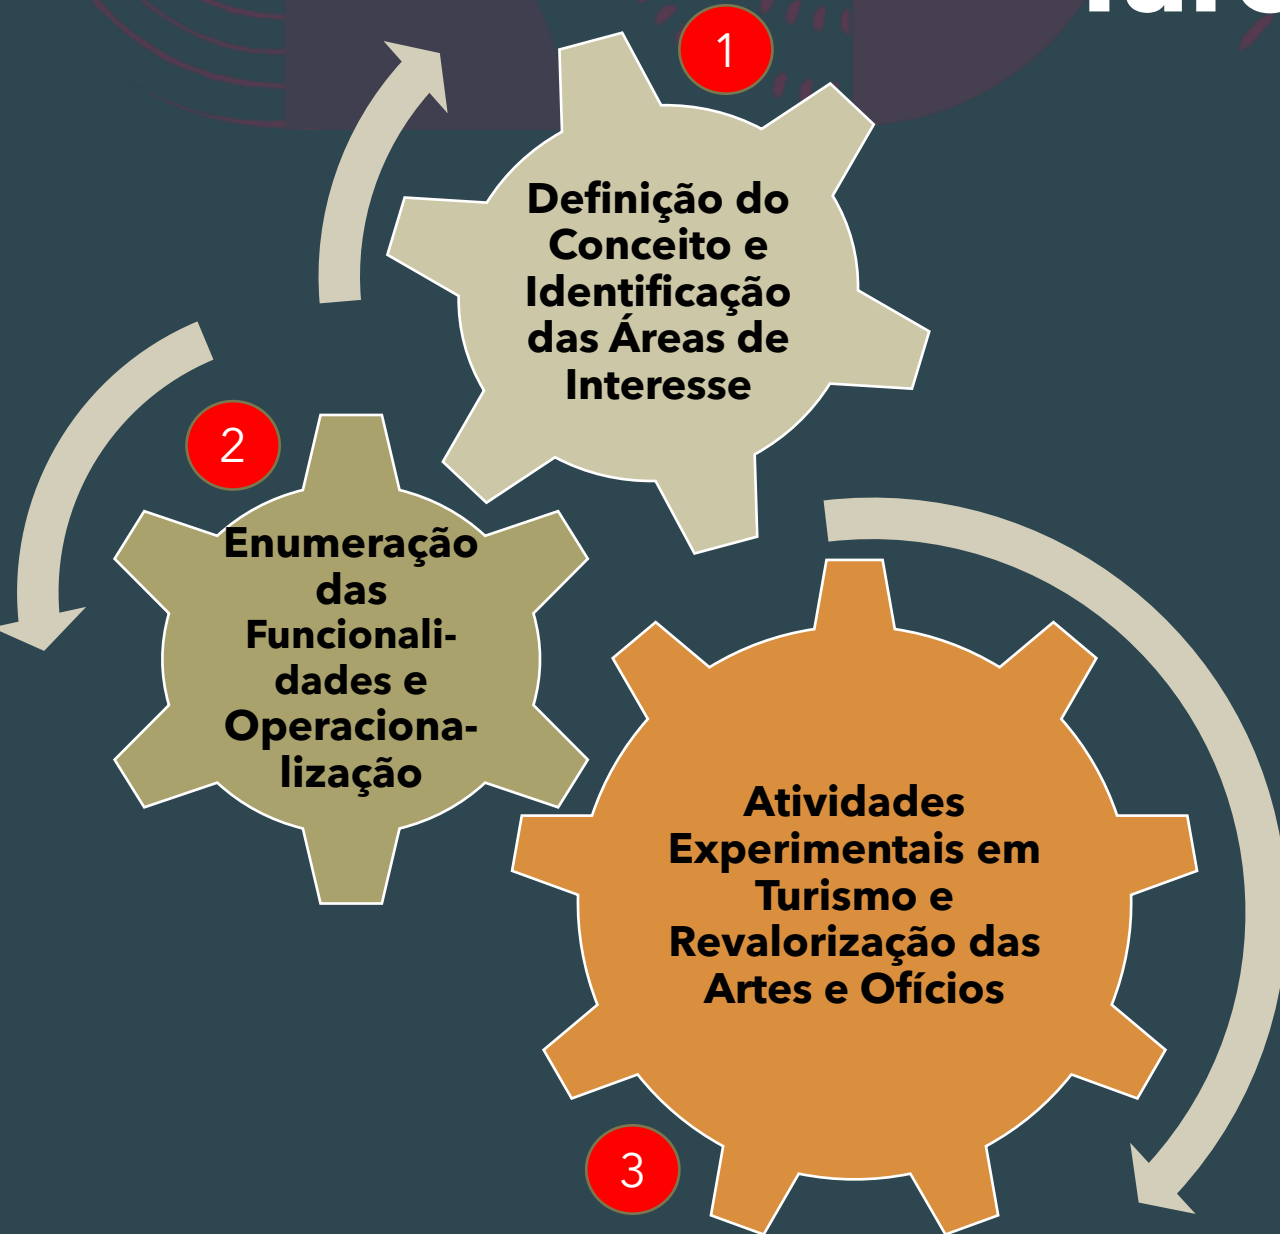 1
Definição do
Conceito e
Identificação
das Áreas de
Interesse
2
Enumeração
das
Funcionali-
dades e
Operaciona-
lização
Atividades
Experimentais em
Turismo e
Revalorização das
Artes e Ofícios
3